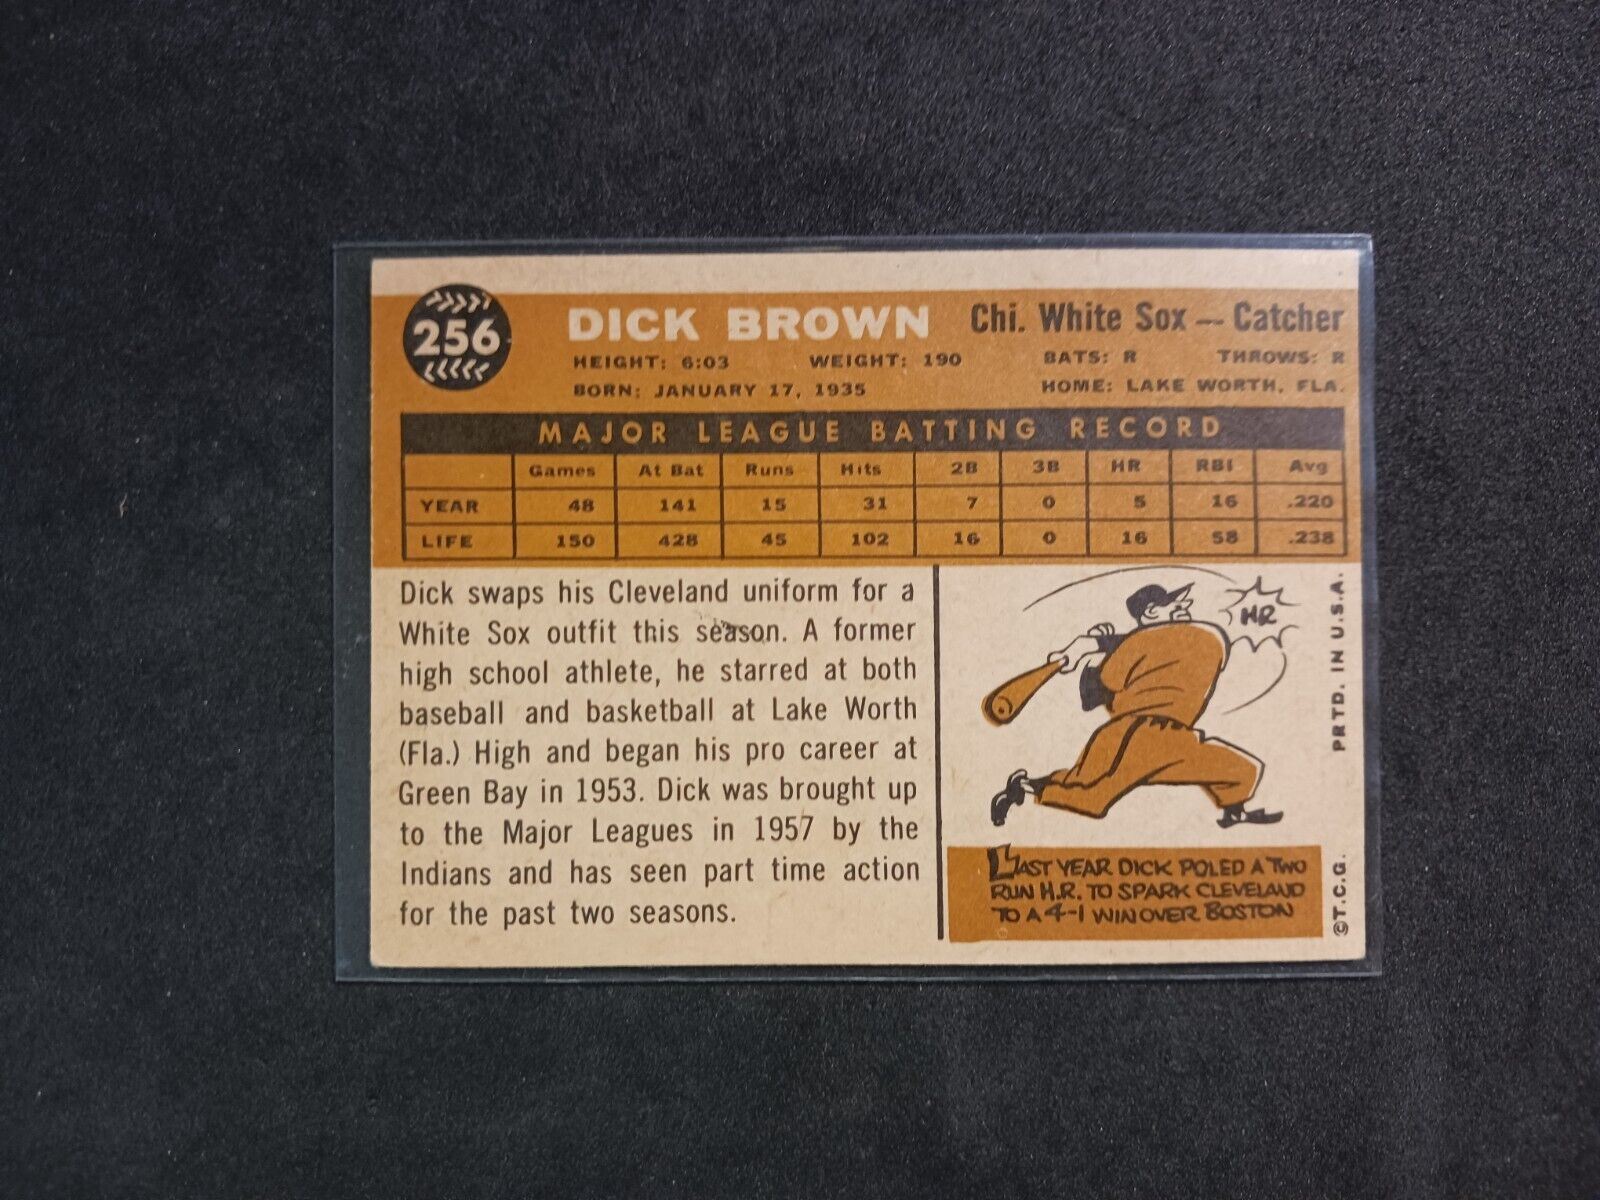 256
DICK BROWN Chi. White Sox — Catcher
HEIGHT: 6:03 WEIGHT: 190 BATS: R THROWS: R
BORN: JANUARY 17, 1935 HOME: LAKE WORTH, FLA.
MAJOR LEAGUE BATTING RECORD
Games At Bat Runs Hits 2B 3B HR RBI Avg
YEAR 48 141 15 31 7 0 5 16 .220
LIFE 150 428 45 102 16 0 16 58 .238
Dick swaps his Cleveland uniform for a
White Sox outfit this season. A former
high school athlete, he starred at both
baseball and basketball at Lake Worth
(Fla.) High and began his pro career at
Green Bay in 1953. Dick was brought up
to the Major Leagues in 1957 by the
Indians and has seen part time action
for the past two seasons.
HR
LAST YEAR DICK POLED A TWO
RUN H.R. TO SPARK CLEVELAND
TO A 4-1 WIN OVER BOSTON
©T.C.G. PRTD. IN U.S.A.